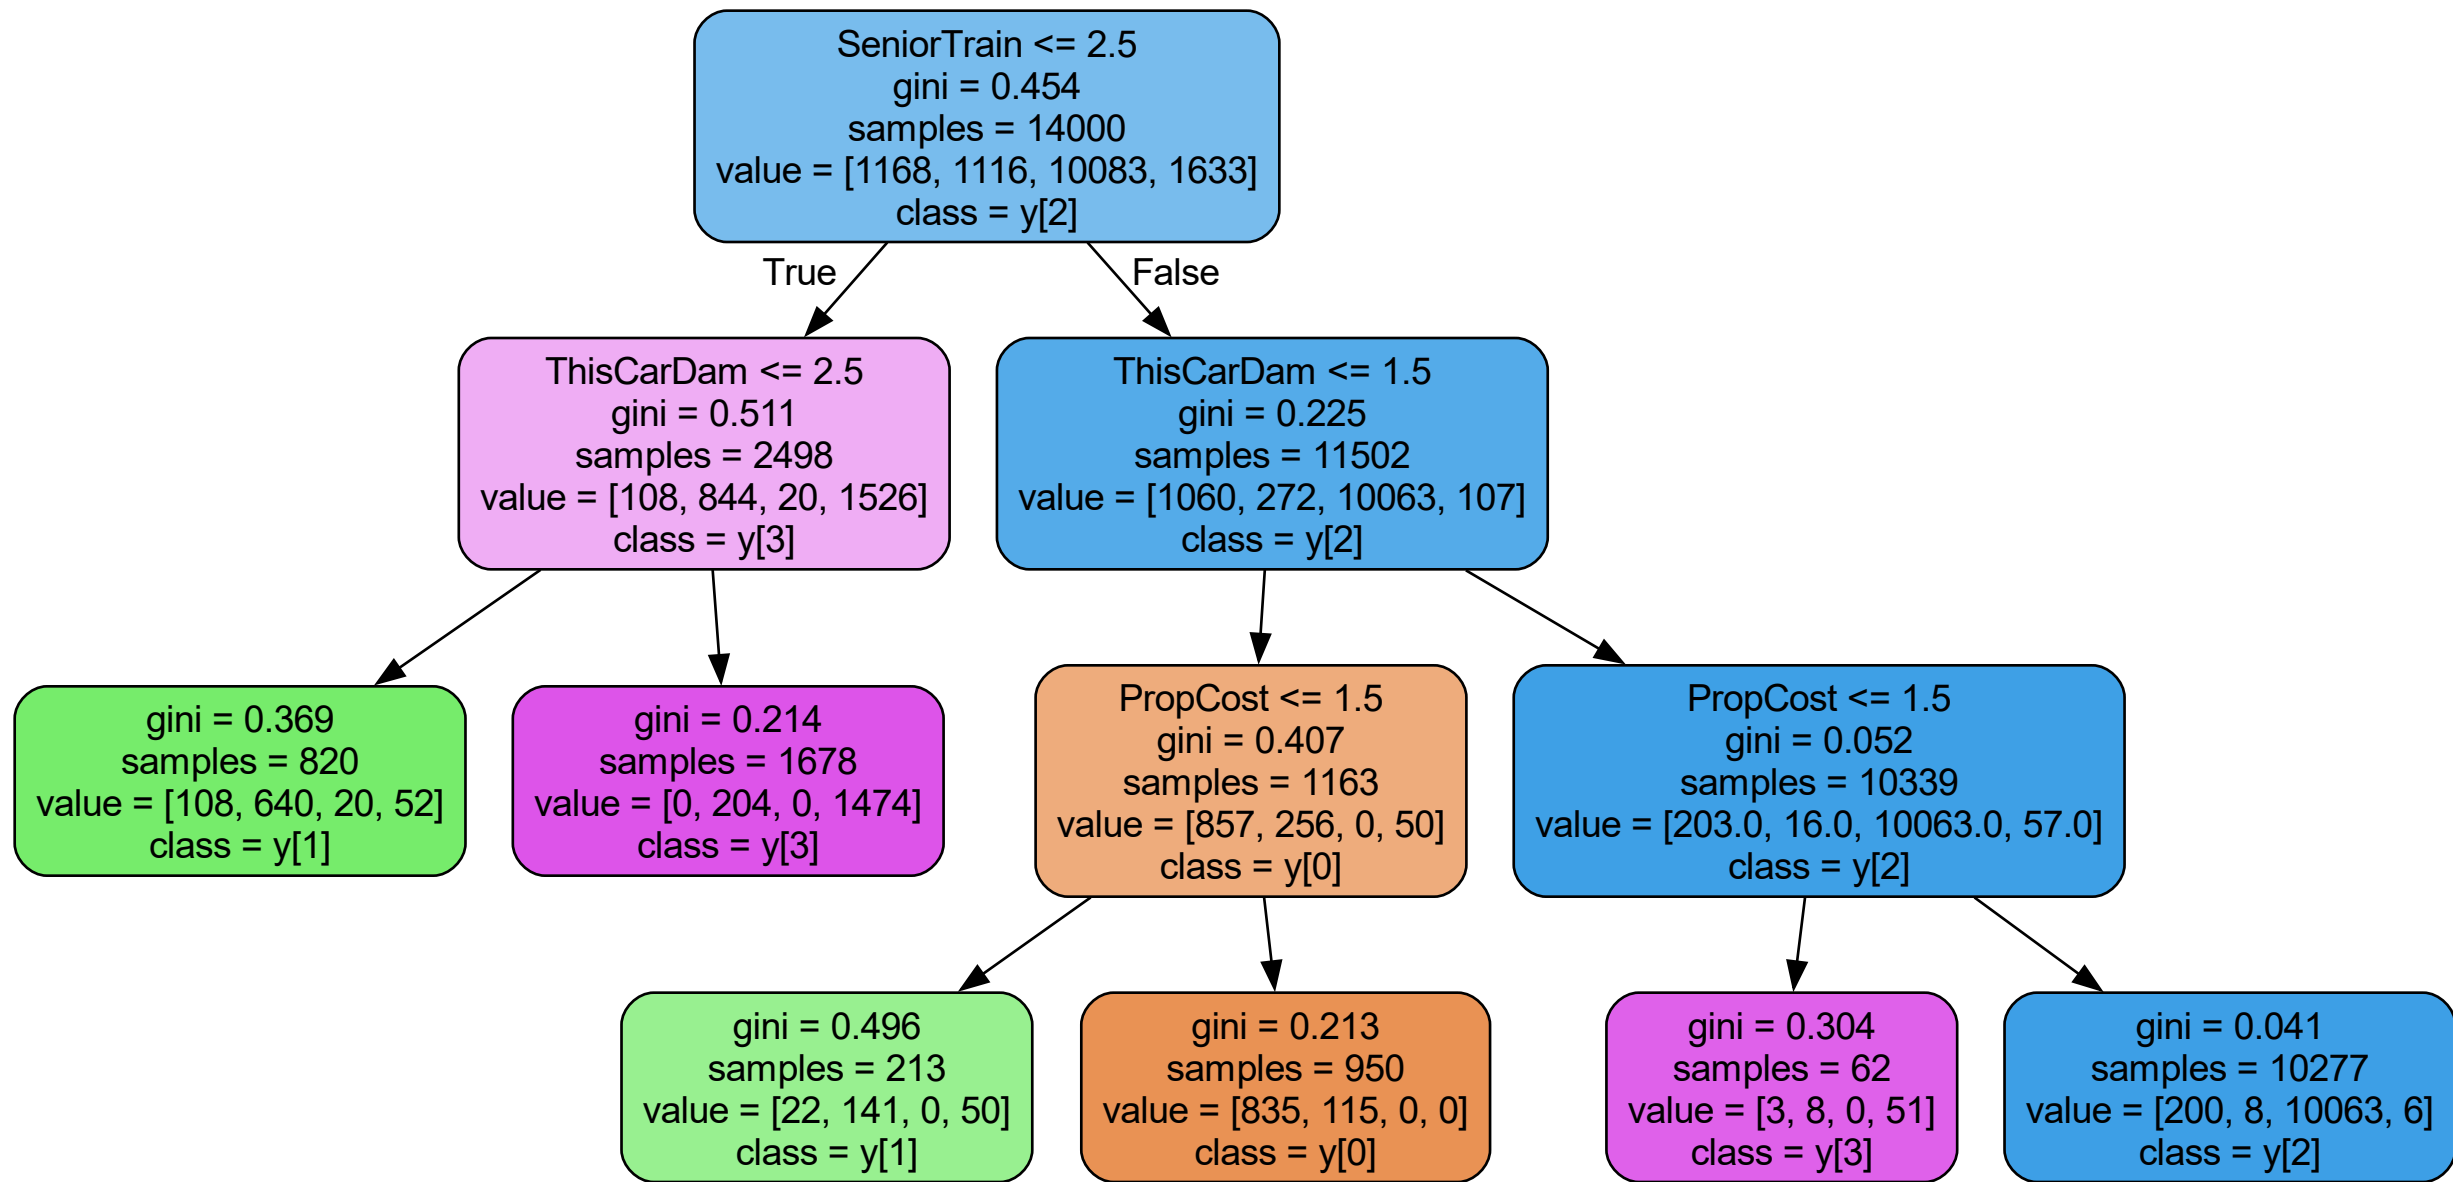 SeniorTrain <= 2.5
gini = 0.454
samples = 14000
value = [1168, 1116, 10083, 1633]
class = y[2]
True
False
ThisCarDam <= 2.5
gini = 0.511
samples = 2498
value = [108, 844, 20, 1526]
class = y[3]
ThisCarDam <= 1.5
gini = 0.225
samples = 11502
value = [1060, 272, 10063, 107]
class = y[2]
gini = 0.369
samples = 820
value = [108, 640, 20, 52]
class = y[1]
gini = 0.214
samples = 1678
value = [0, 204, 0, 1474]
class = y[3]
PropCost <= 1.5
gini = 0.407
samples = 1163
value = [857, 256, 0, 50]
class = y[0]
PropCost <= 1.5
gini = 0.052
samples = 10339
value = [203.0, 16.0, 10063.0, 57.0]
class = y[2]
gini = 0.496
samples = 213
value = [22, 141, 0, 50]
class = y[1]
gini = 0.213
samples = 950
value = [835, 115, 0, 0]
class = y[0]
gini = 0.304
samples = 62
value = [3, 8, 0, 51]
class = y[3]
gini = 0.041
samples = 10277
value = [200, 8, 10063, 6]
class = y[2]